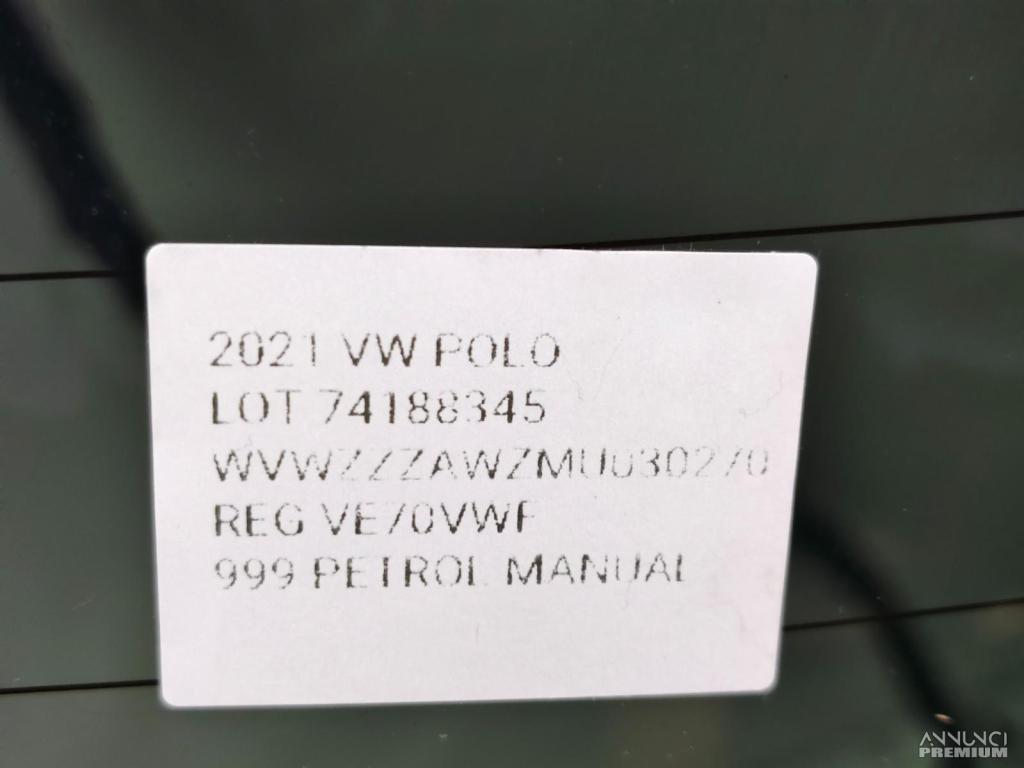 2021 VW POLO
LOT 74188345
WVWZZZAWZMU030270
REG VE70VWF
999 PETROL MANUAL
ANNUNCI
PREMIUM